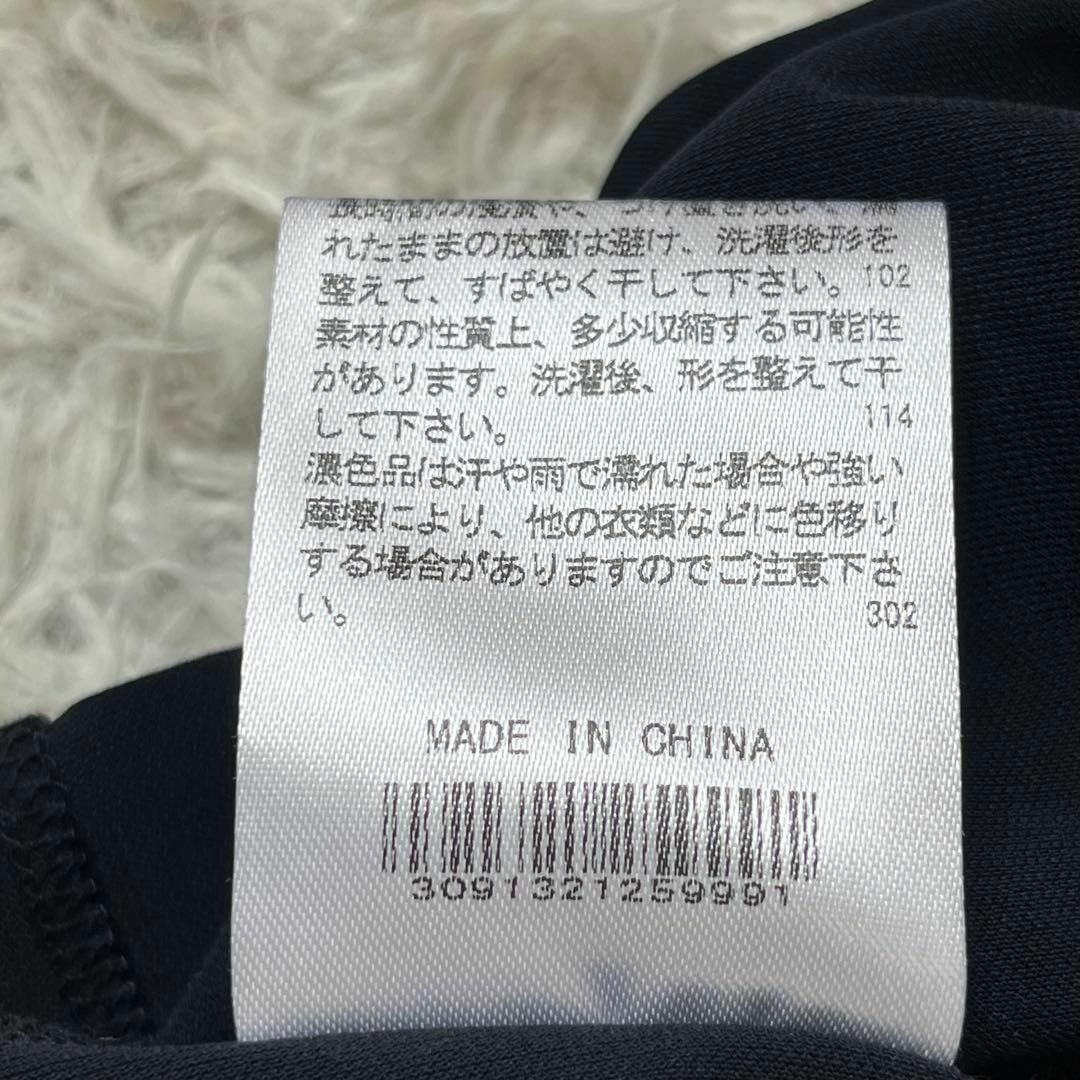 れたままの放置は避け、洗濯後形を
整えて、すばやく干して下さい。102
素材の性質上、多少収縮する可能性
があります。洗濯後、形を整えて干
して下さい。 114
濃色品は汗や雨で濡れた場合や強い
摩擦により、他の衣類などに色移り
する場合がありますのでご注意下さ
い。 302
MADE IN CHINA
3091321259991